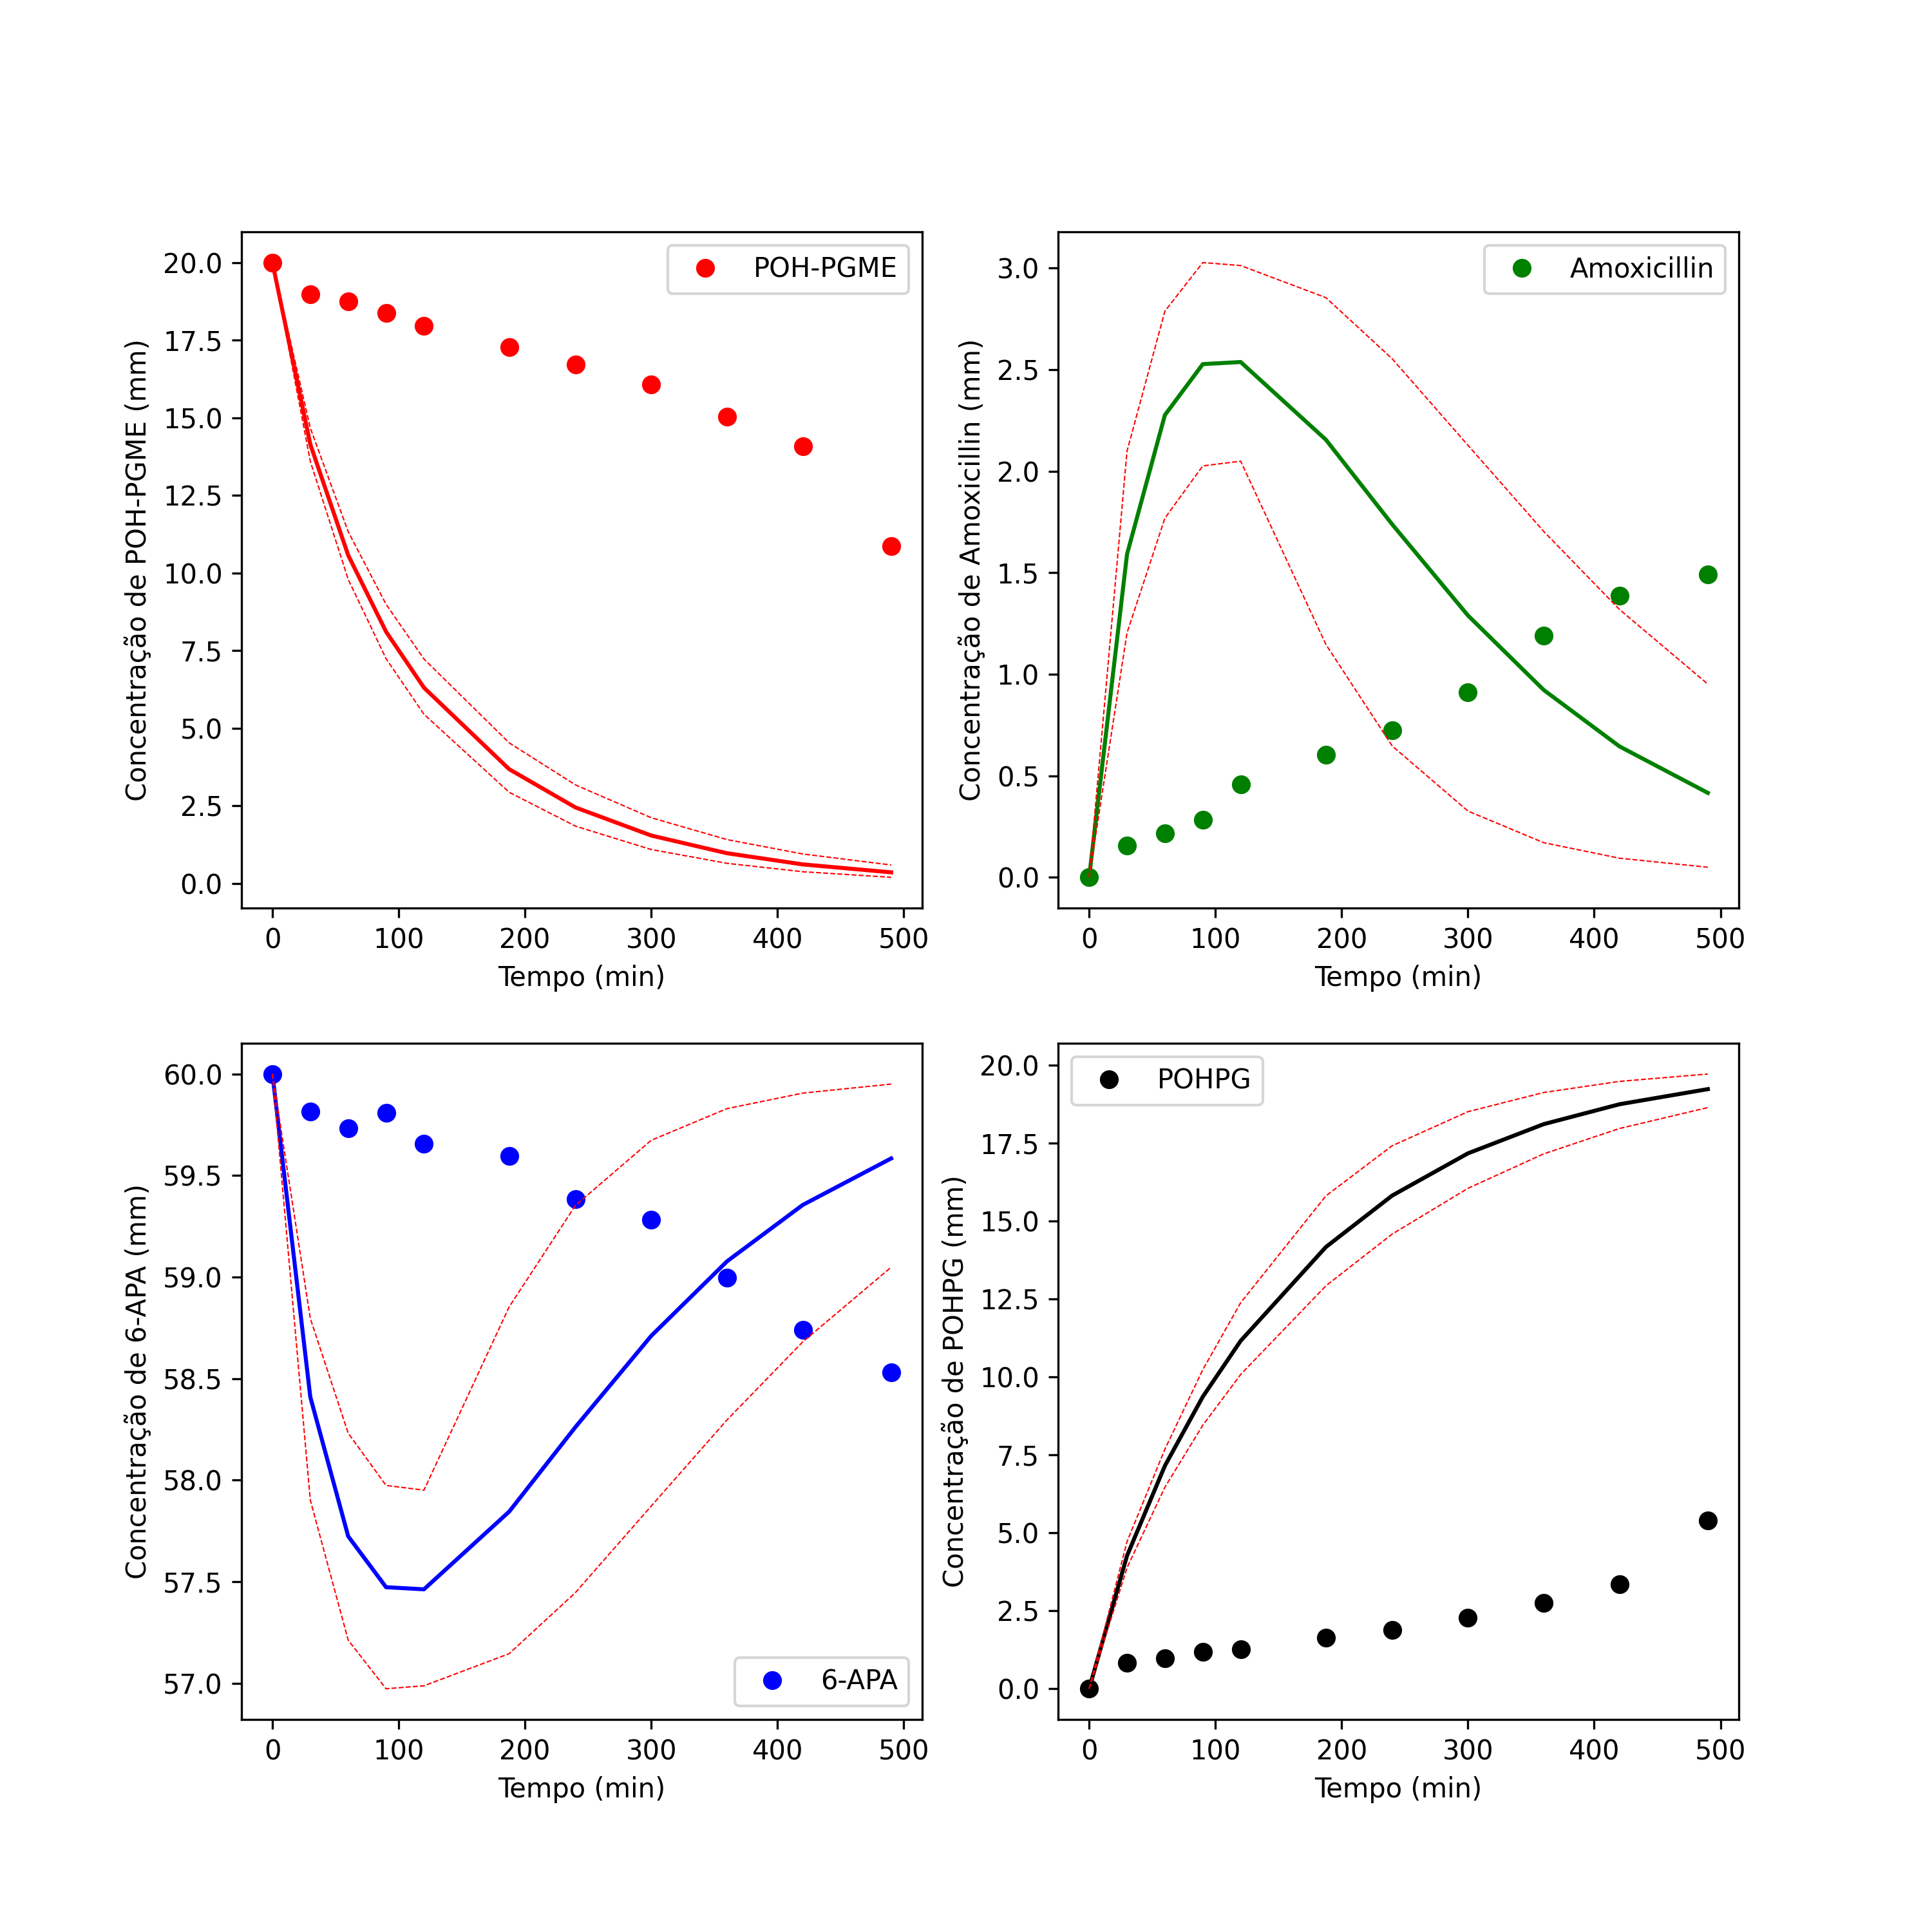 POH-PGME
Concentração de POH-PGME (mm)
20.0
17.5
15.0
12.5
10.0
7.5
5.0
2.5
0.0
0 100 200 300 400 500
Tempo (min)
Amoxicillin
Concentração de Amoxicillin (mm)
3.0
2.5
2.0
1.5
1.0
0.5
0.0
0 100 200 300 400 500
Tempo (min)
6-APA
Concentração de 6-APA (mm)
60.0
59.5
59.0
58.5
58.0
57.5
57.0
0 100 200 300 400 500
Tempo (min)
POHPG
Concentração de POHPG (mm)
20.0
17.5
15.0
12.5
10.0
7.5
5.0
2.5
0.0
0 100 200 300 400 500
Tempo (min)